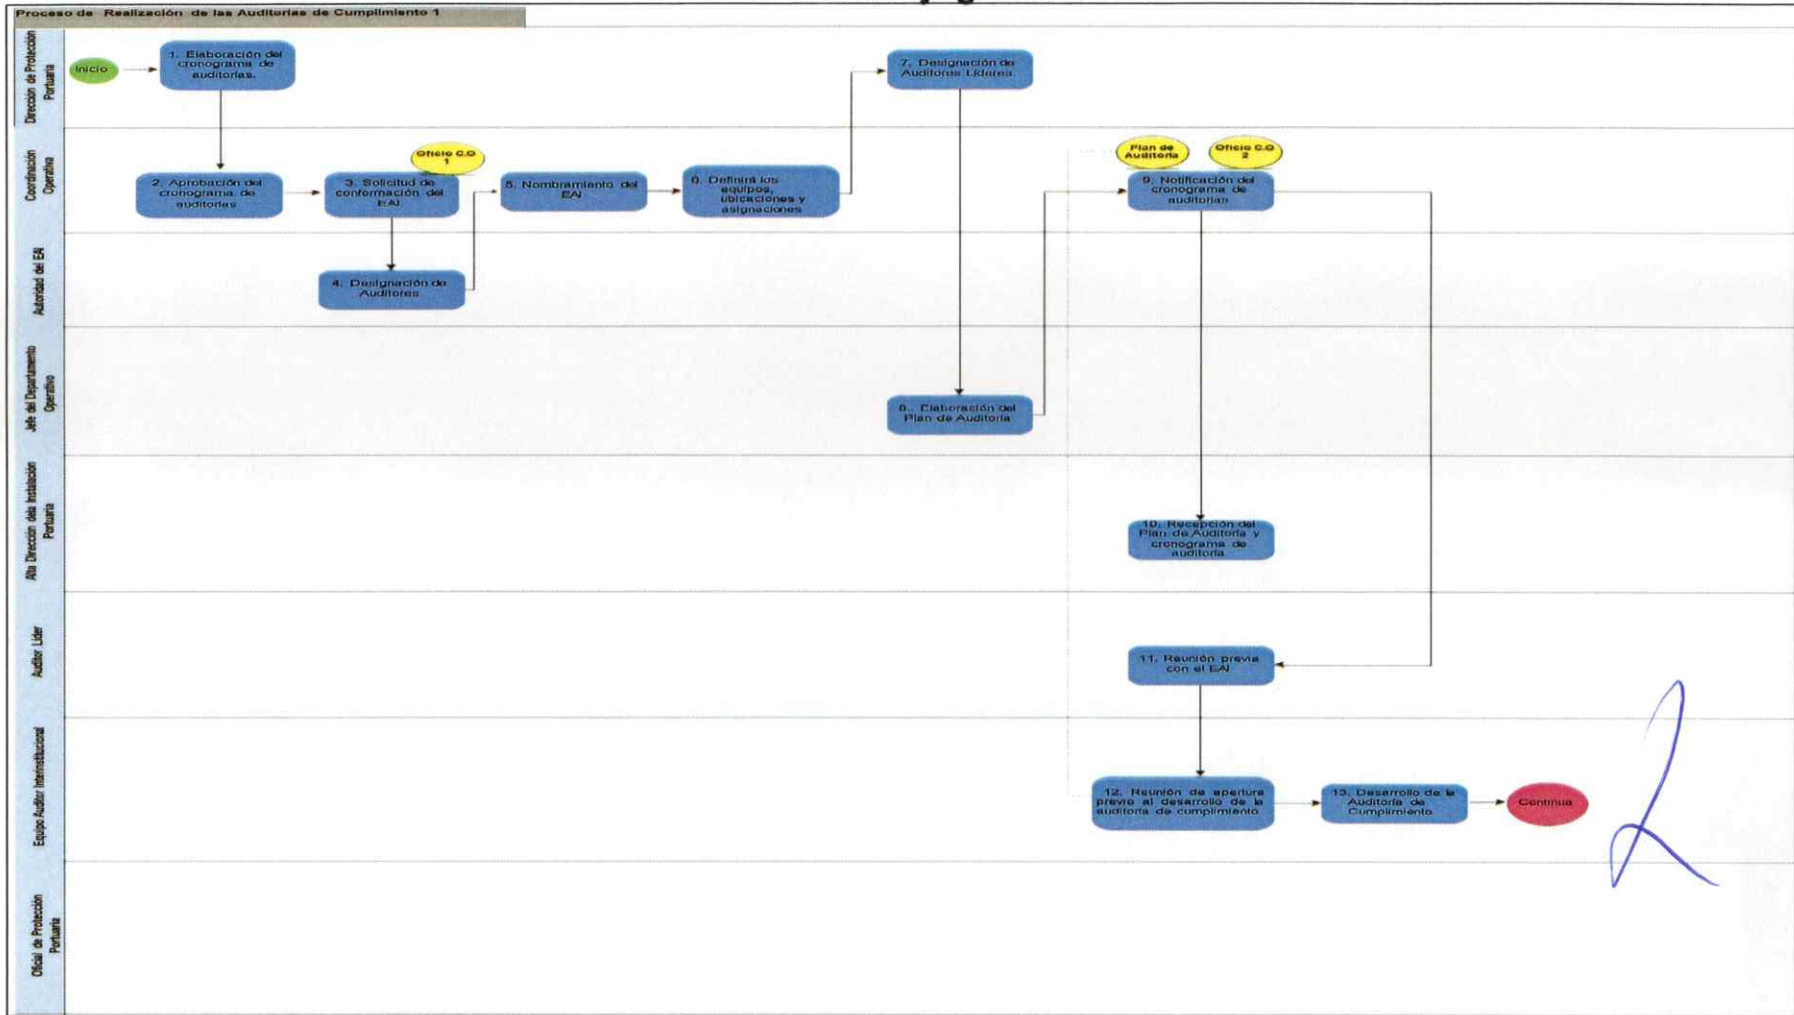 Proceso de Realización de las Auditorias de Cumplimiento 1
Dirección de Protección
Portuaria
Inicio
1. Elaboración del
cronograma de
auditorías.
7. Designación de
Auditores Líderes
Coordinación
Operativa
2. Aprobación del
cronograma de
auditorías
Oficio C.O
1
3. Solicitud de
conformación del
EAI
5. Nombramiento del
EAI
6. Definirá los
equipos,
ubicaciones y
asignaciones
Plan de
Auditoría
Oficio C.O
2
9. Notificación del
cronograma de
auditorías
Autoridad del EAI
4. Designación de
Auditores
Jefe del Departamento
Operativo
8.. Elaboración del
Plan de Auditoría
Alta Dirección dela Instalación
Portuaria
10. Recepción del
Plan de Auditoría y
cronograma de
auditoría
Auditor Líder
11. Reunión previa
con el EAI
Equipo Auditor Interinstitucional
12. Reunión de apertura
previo al desarrollo de la
auditoría de cumplimiento
13. Desarrollo de la
Auditoría de
Cumplimiento
Continua
Oficial de Protección
Portuaria